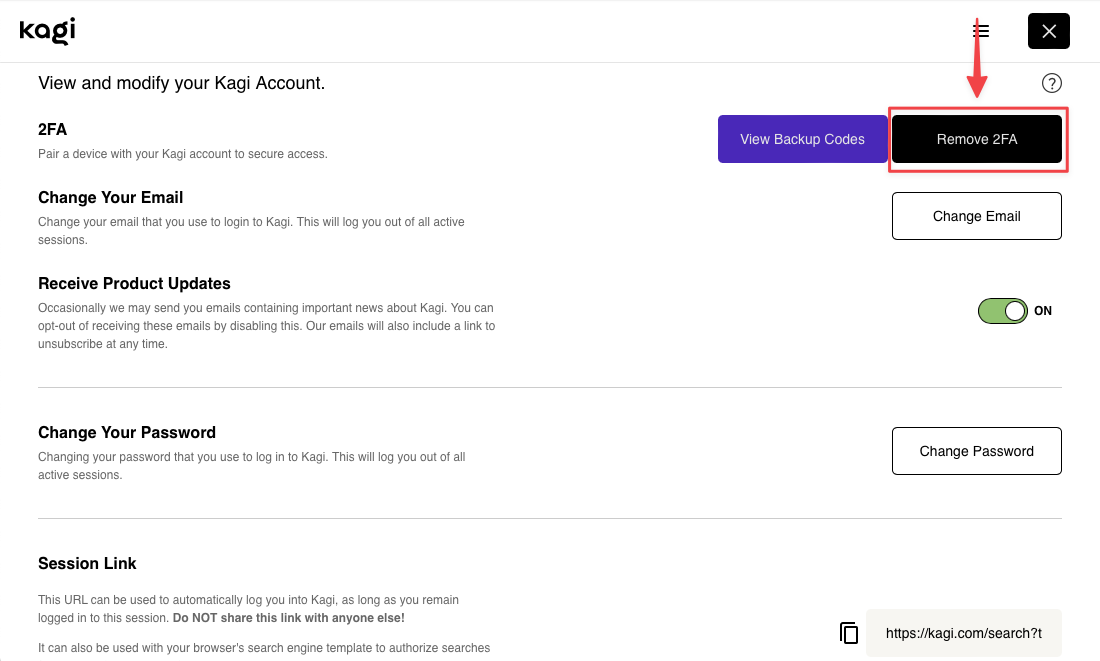 kagi
View and modify your Kagi Account.
?
2FA
Pair a device with your Kagi account to secure access.
View Backup Codes
Remove 2FA
Change Your Email
Change your email that you use to login to Kagi. This will log you out of all active
sessions.
Change Email
Receive Product Updates
Occasionally we may send you emails containing important news about Kagi. You can
opt-out of receiving these emails by disabling this. Our emails will also include a link to
unsubscribe at any time.
ON
Change Your Password
Changing your password that you use to log in to Kagi. This will log you out of all
active sessions.
Change Password
Session Link
This URL can be used to automatically log you into Kagi, as long as you remain
logged in to this session. Do NOT share this link with anyone else!
https://kagi.com/search?t
It can also be used with your browser's search engine template to authorize searches